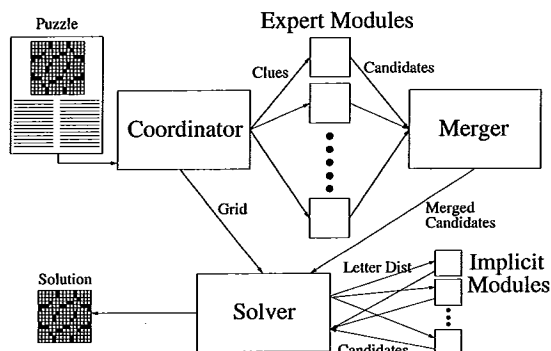 Puzzle
Expert Modules
Clues
Candidates
Coordinator
Merger
Grid
Merged
Candidates
Solution
Letter Dist
Implicit
Modules
Solver
Candidates